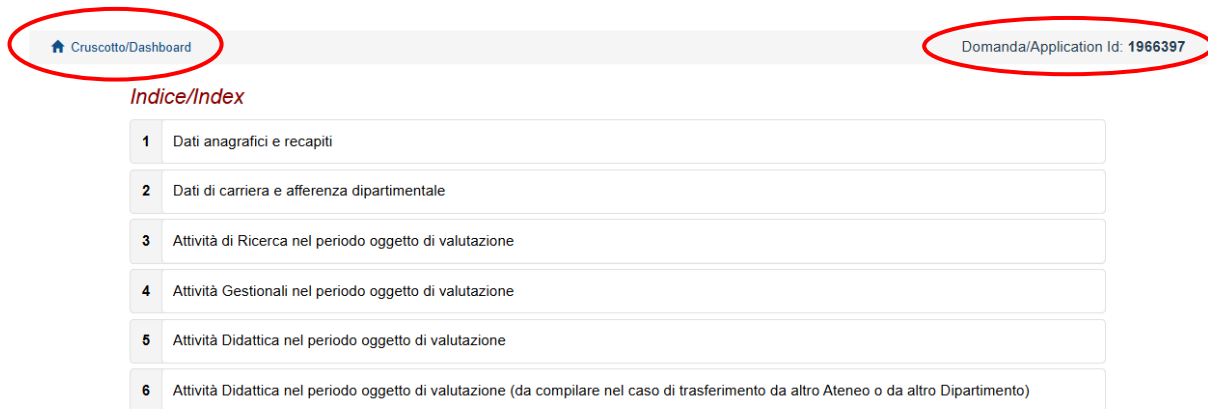 Cruscotto/Dashboard
Domanda/Application Id: 1966397
Indice/Index
1 Dati anagrafici e recapiti
2 Dati di carriera e afferenza dipartimentale
3 Attività di Ricerca nel periodo oggetto di valutazione
4 Attività Gestionali nel periodo oggetto di valutazione
5 Attività Didattica nel periodo oggetto di valutazione
6 Attività Didattica nel periodo oggetto di valutazione (da compilare nel caso di trasferimento da altro Ateneo o da altro Dipartimento)